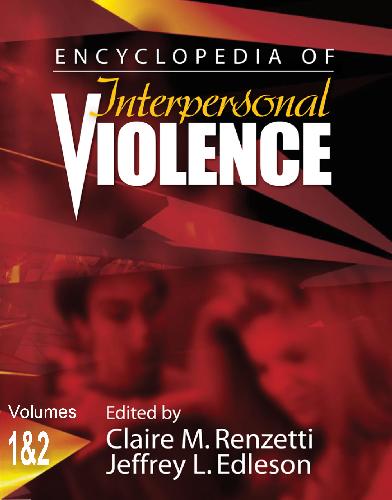 ENCYCLOPEDIA OF
Interpersonal
VIOLENCE
Volumes
1&2
Edited by
Claire M. Renzetti
Jeffrey L. Edleson